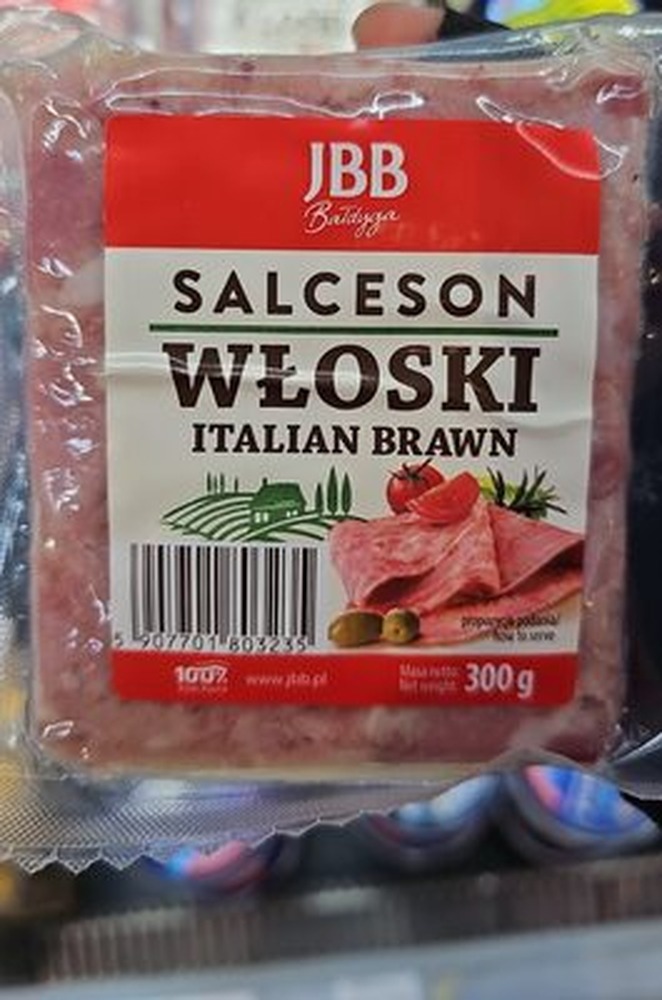 JBB
Bałdyga
SALCESON
WŁOSKI
ITALIAN BRAWN
propozycja podania/
how to serve
5 907701 803235
100%
www.jbb.pl
Masa netto:
Net weight:
300 g